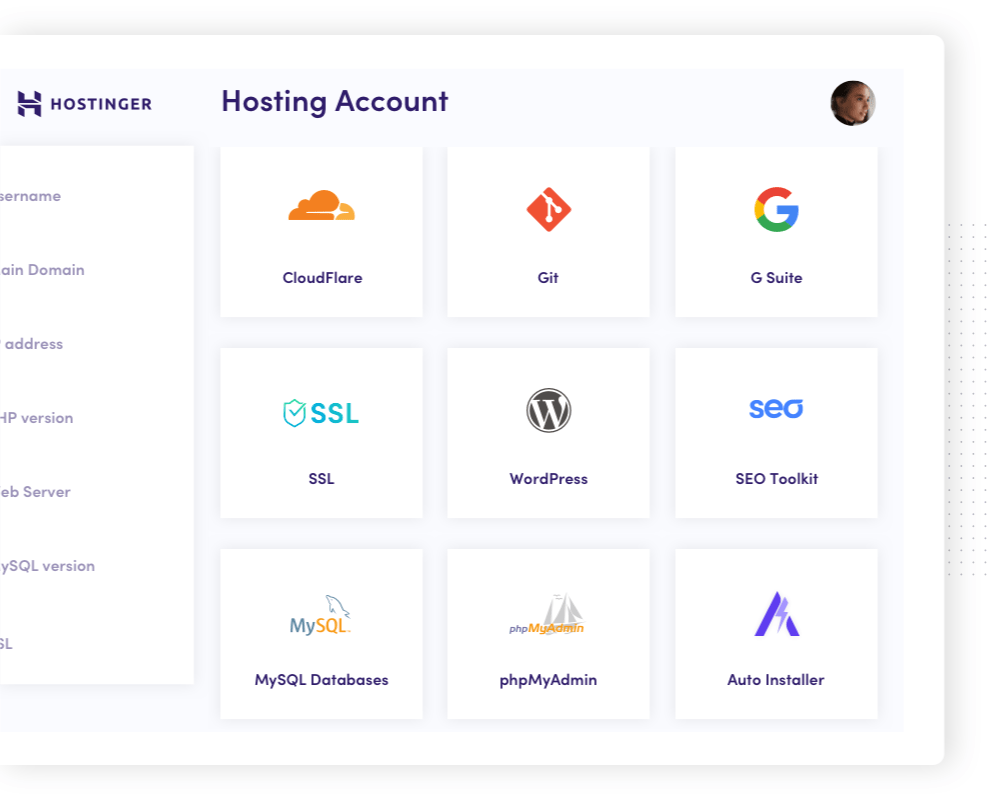 HOSTINGER
Hosting Account
sername
ain Domain
address
HP version
eb Server
ySQL version
SL
CloudFlare
Git
G Suite
SSL
SSL
WordPress
seo
SEO Toolkit
MySQL
MySQL Databases
phpMyAdmin
phpMyAdmin
Auto Installer